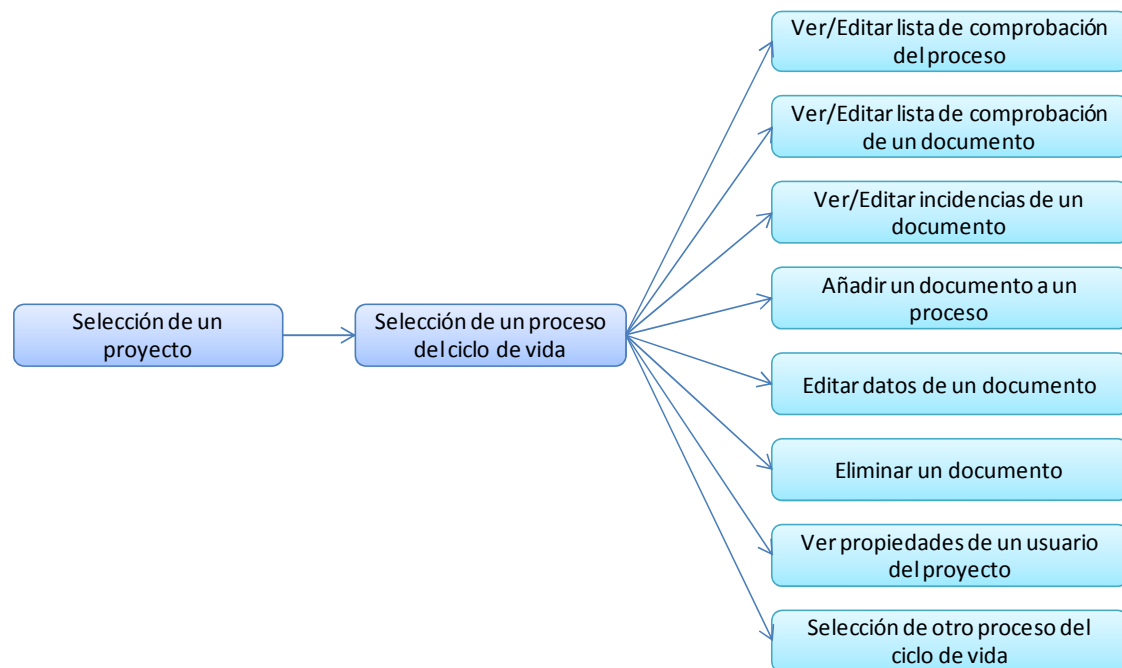 Ver/Editar lista de comprobación
del proceso
Ver/Editar lista de comprobación
de un documento
Ver/Editar incidencias de un
documento
Selección de un
proyecto
Selección de un proceso
del ciclo de vida
Añadir un documento a un
proceso
Editar datos de un documento
Eliminar un documento
Ver propiedades de un usuario
del proyecto
Selección de otro proceso del
ciclo de vida